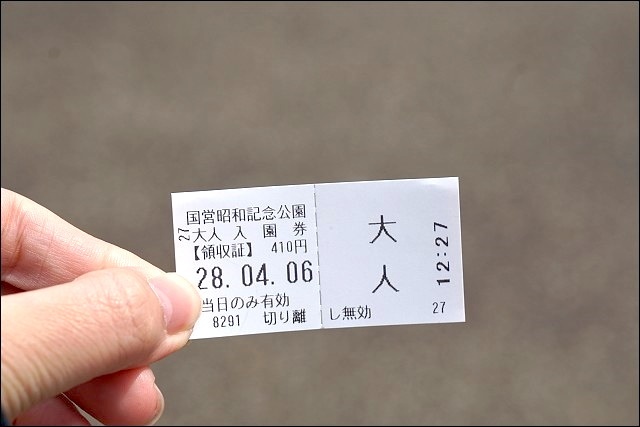 国営昭和記念公園
27
大人 入 園 券
【領収証】 410円
28.04.06
当日のみ有効
8291 切り離し無効
大人
12:27
27